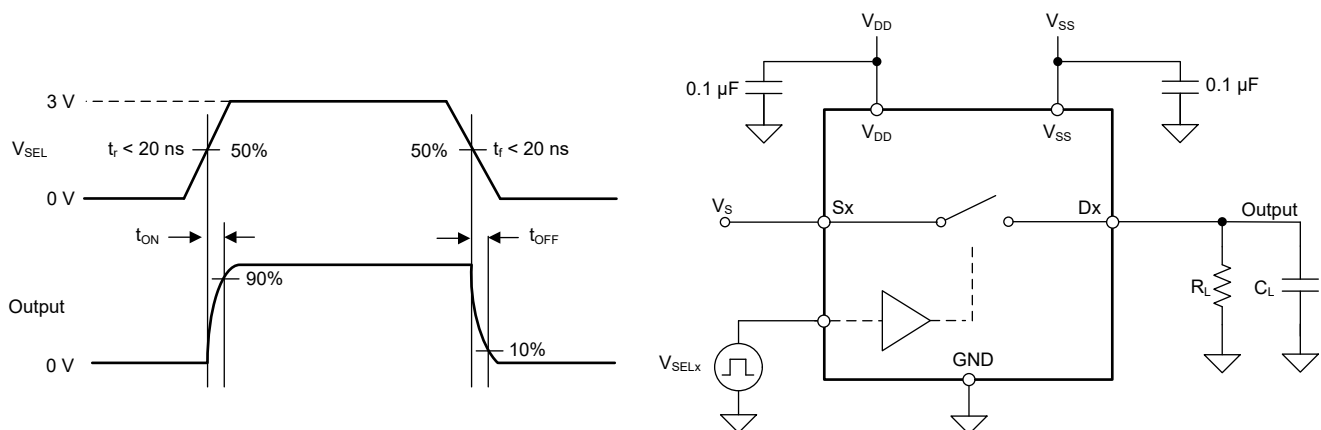 3 V
V_SEL
t_r < 20 ns
50%
50%
t_f < 20 ns
0 V
t_ON
t_OFF
90%
Output
10%
0 V
V_DD
V_SS
0.1 µF
0.1 µF
V_DD
V_SS
V_S
Sx
Dx
Output
R_L
C_L
V_SELx
GND